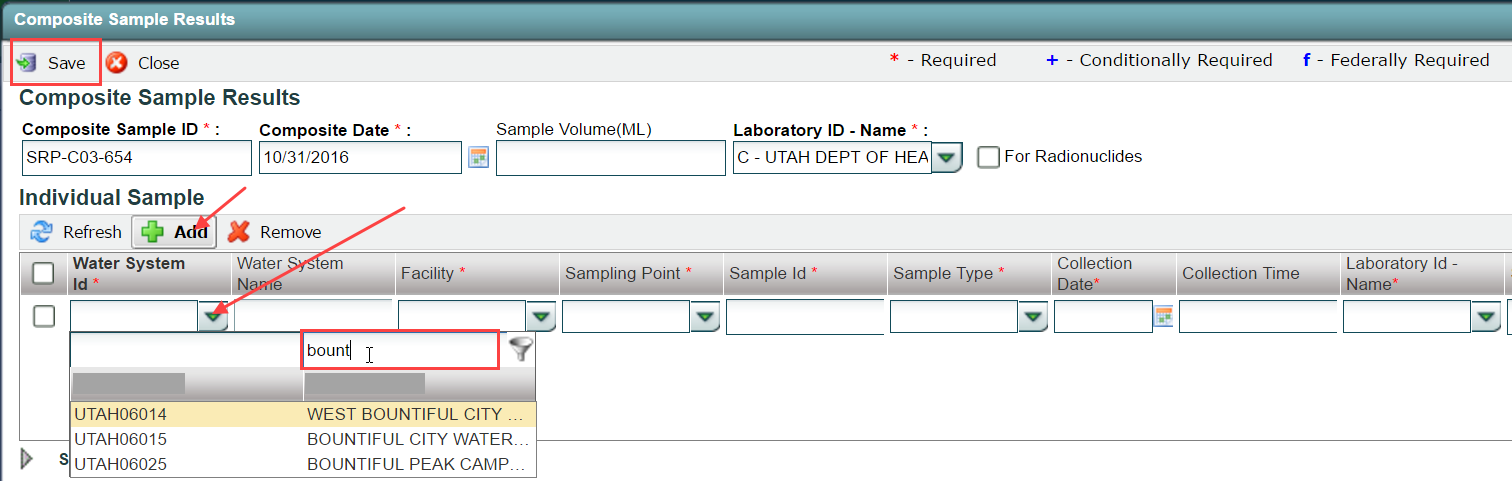 Composite Sample Results
Save Close * - Required + - Conditionally Required f - Federally Required
Composite Sample Results
Composite Sample ID * : Composite Date * : Sample Volume(ML) Laboratory ID - Name * :
SRP-C03-654 10/31/2016 C - UTAH DEPT OF HEA For Radionuclides
Individual Sample
Refresh Add Remove
Water System Id * Water System Name Facility * Sampling Point * Sample Id * Sample Type * Collection Date* Collection Time Laboratory Id - Name*
bount
UTAH06014 WEST BOUNTIFUL CITY ...
UTAH06015 BOUNTIFUL CITY WATER...
UTAH06025 BOUNTIFUL PEAK CAMP...